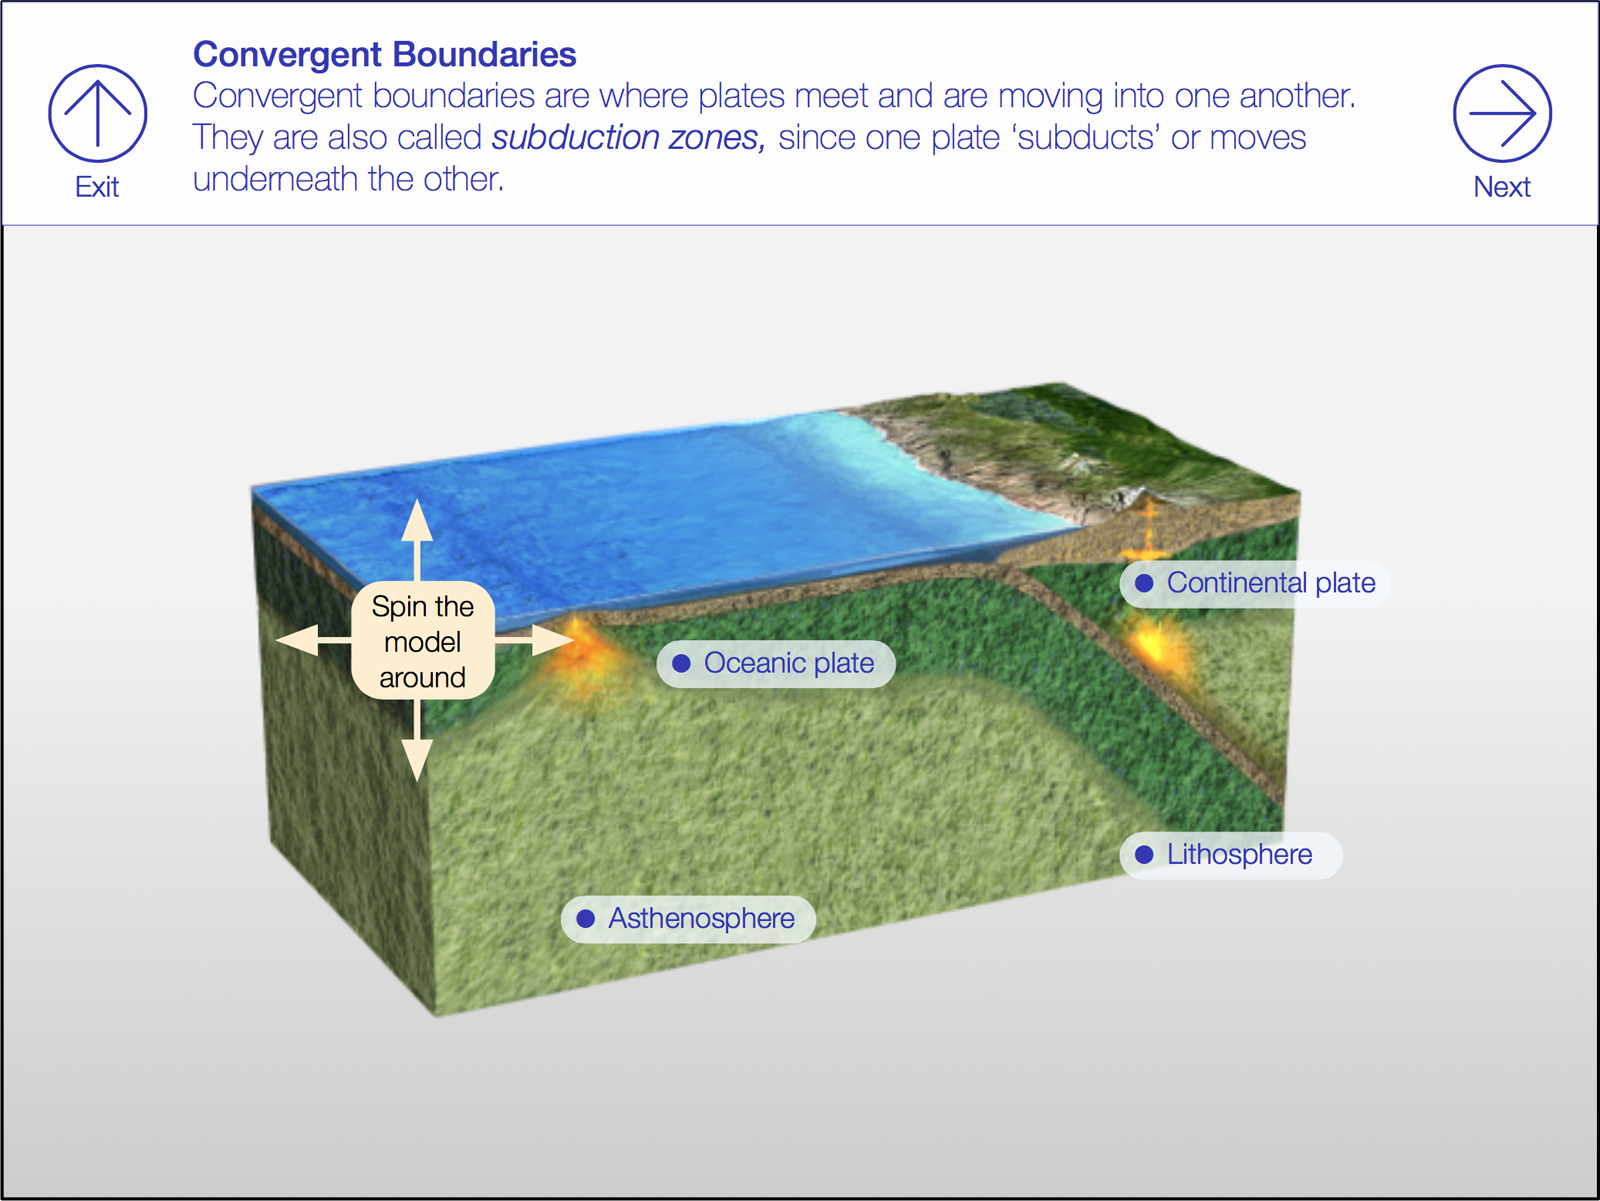 Convergent Boundaries
Convergent boundaries are where plates meet and are moving into one another.
They are also called subduction zones, since one plate ‘subducts’ or moves
underneath the other.
Exit
Next
Spin the
model
around
Continental plate
Oceanic plate
Lithosphere
Asthenosphere